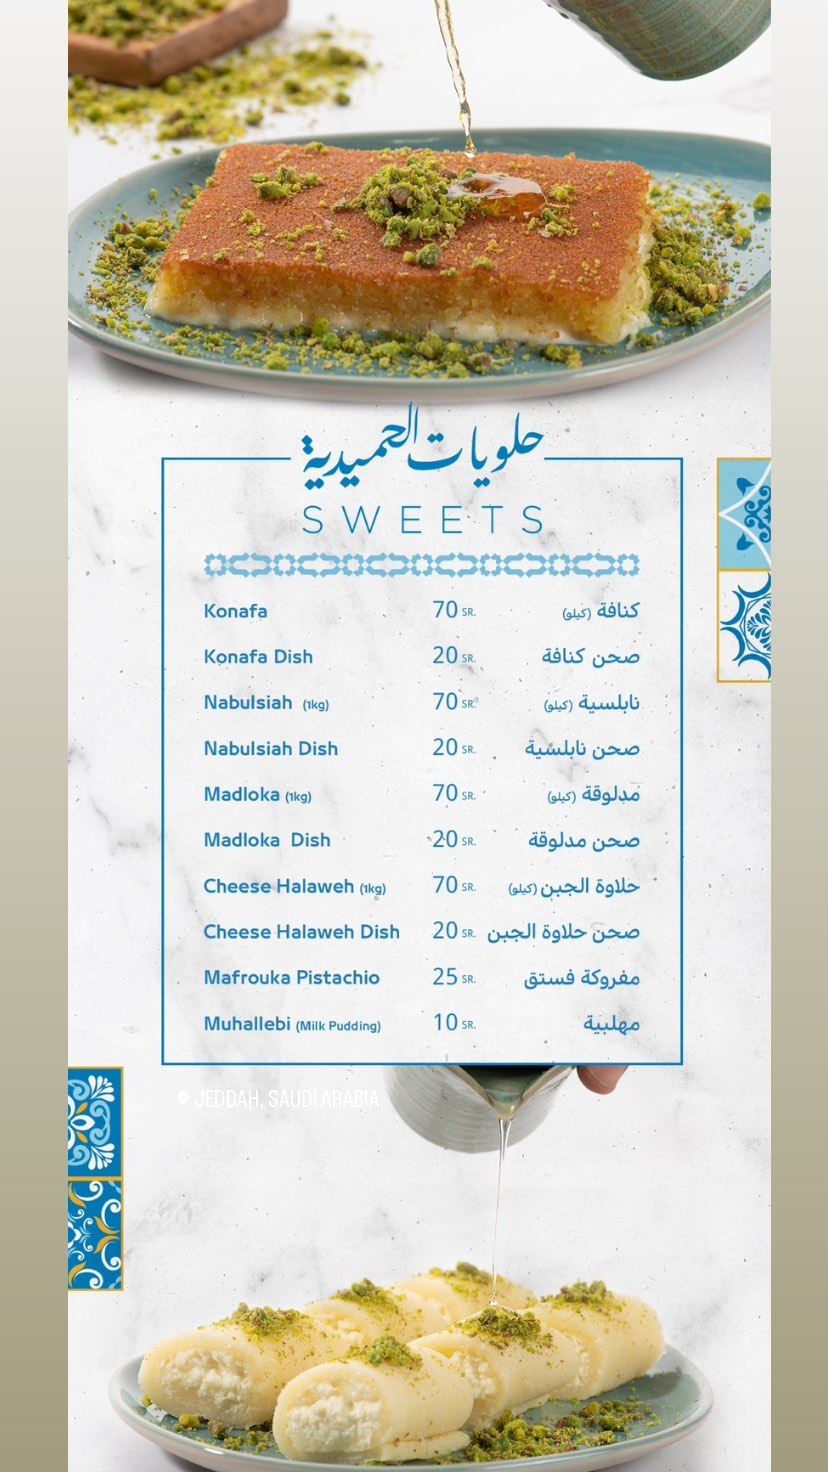 حلويات الحميدية
SWEETS
Konafa 70 SR. كنافة (كيلو)
Konafa Dish 20 SR. صحن كنافة
Nabulsiah (1kg) 70 SR. نابلسية (كيلو)
Nabulsiah Dish 20 SR. صحن نابلسية
Madloka (1kg) 70 SR. مدلوقة (كيلو)
Madloka Dish 20 SR. صحن مدلوقة
Cheese Halaweh (1kg) 70 SR. حلاوة الجبن (كيلو)
Cheese Halaweh Dish 20 SR. صحن حلاوة الجبن
Mafrouka Pistachio 25 SR. مفروكة فستق
Muhallebi (Milk Pudding) 10 SR. مهلبية
JEDDAH, SAUDI ARABIA